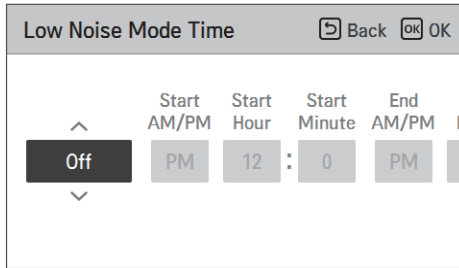 Low Noise Mode Time Back OK OK
Start Start Start End
AM/PM Hour Minute AM/PM
Off PM 12 : 0 PM